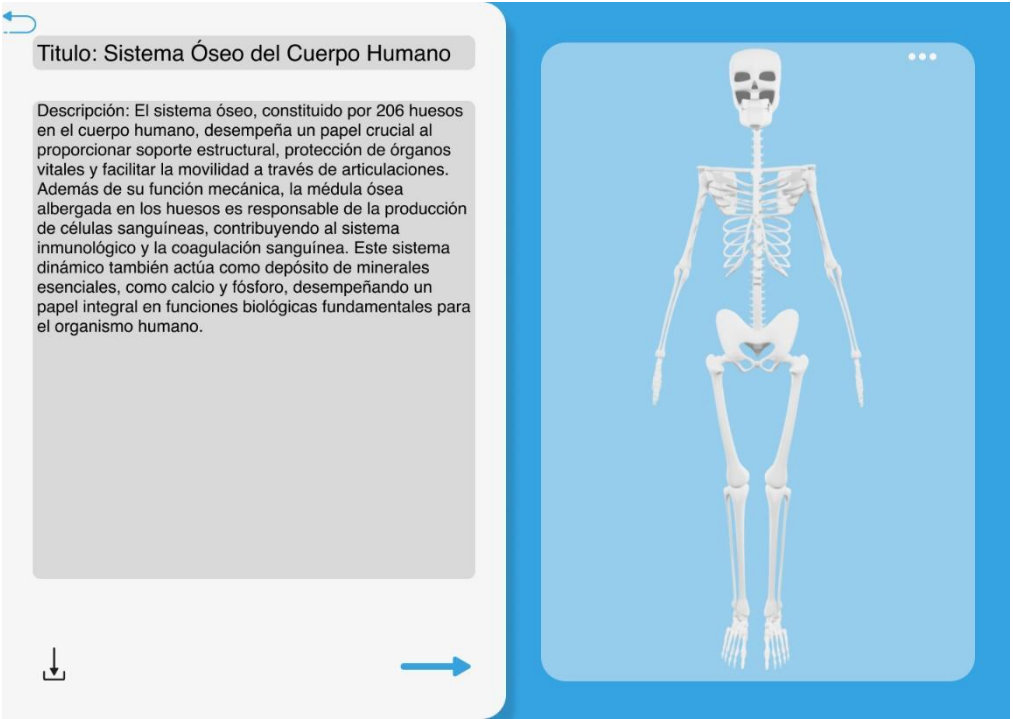 Titulo: Sistema Óseo del Cuerpo Humano
Descripción: El sistema óseo, constituido por 206 huesos
en el cuerpo humano, desempeña un papel crucial al
proporcionar soporte estructural, protección de órganos
vitales y facilitar la movilidad a través de articulaciones.
Además de su función mecánica, la médula ósea
albergada en los huesos es responsable de la producción
de células sanguíneas, contribuyendo al sistema
inmunológico y la coagulación sanguínea. Este sistema
dinámico también actúa como depósito de minerales
esenciales, como calcio y fósforo, desempeñando un
papel integral en funciones biológicas fundamentales para
el organismo humano.